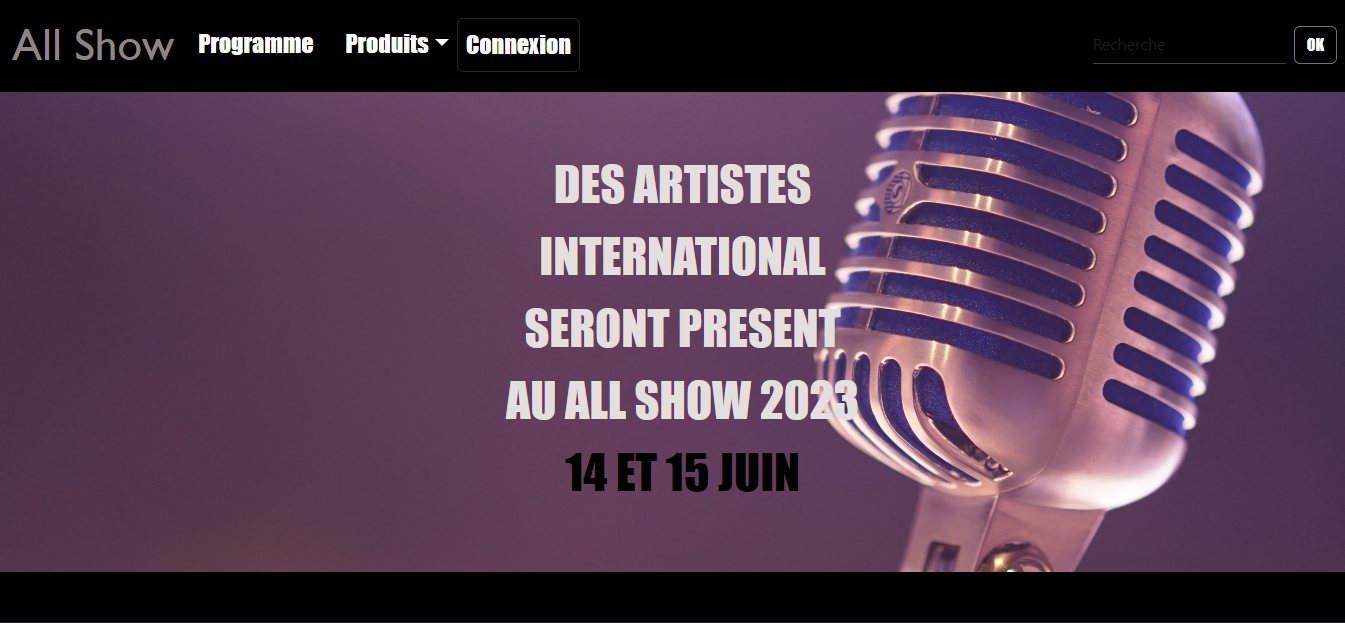 All Show
Programme
Produits
Connexion
Recherche
OK
DES ARTISTES
INTERNATIONAL
SERONT PRESENT
AU ALL SHOW 2023
14 ET 15 JUIN